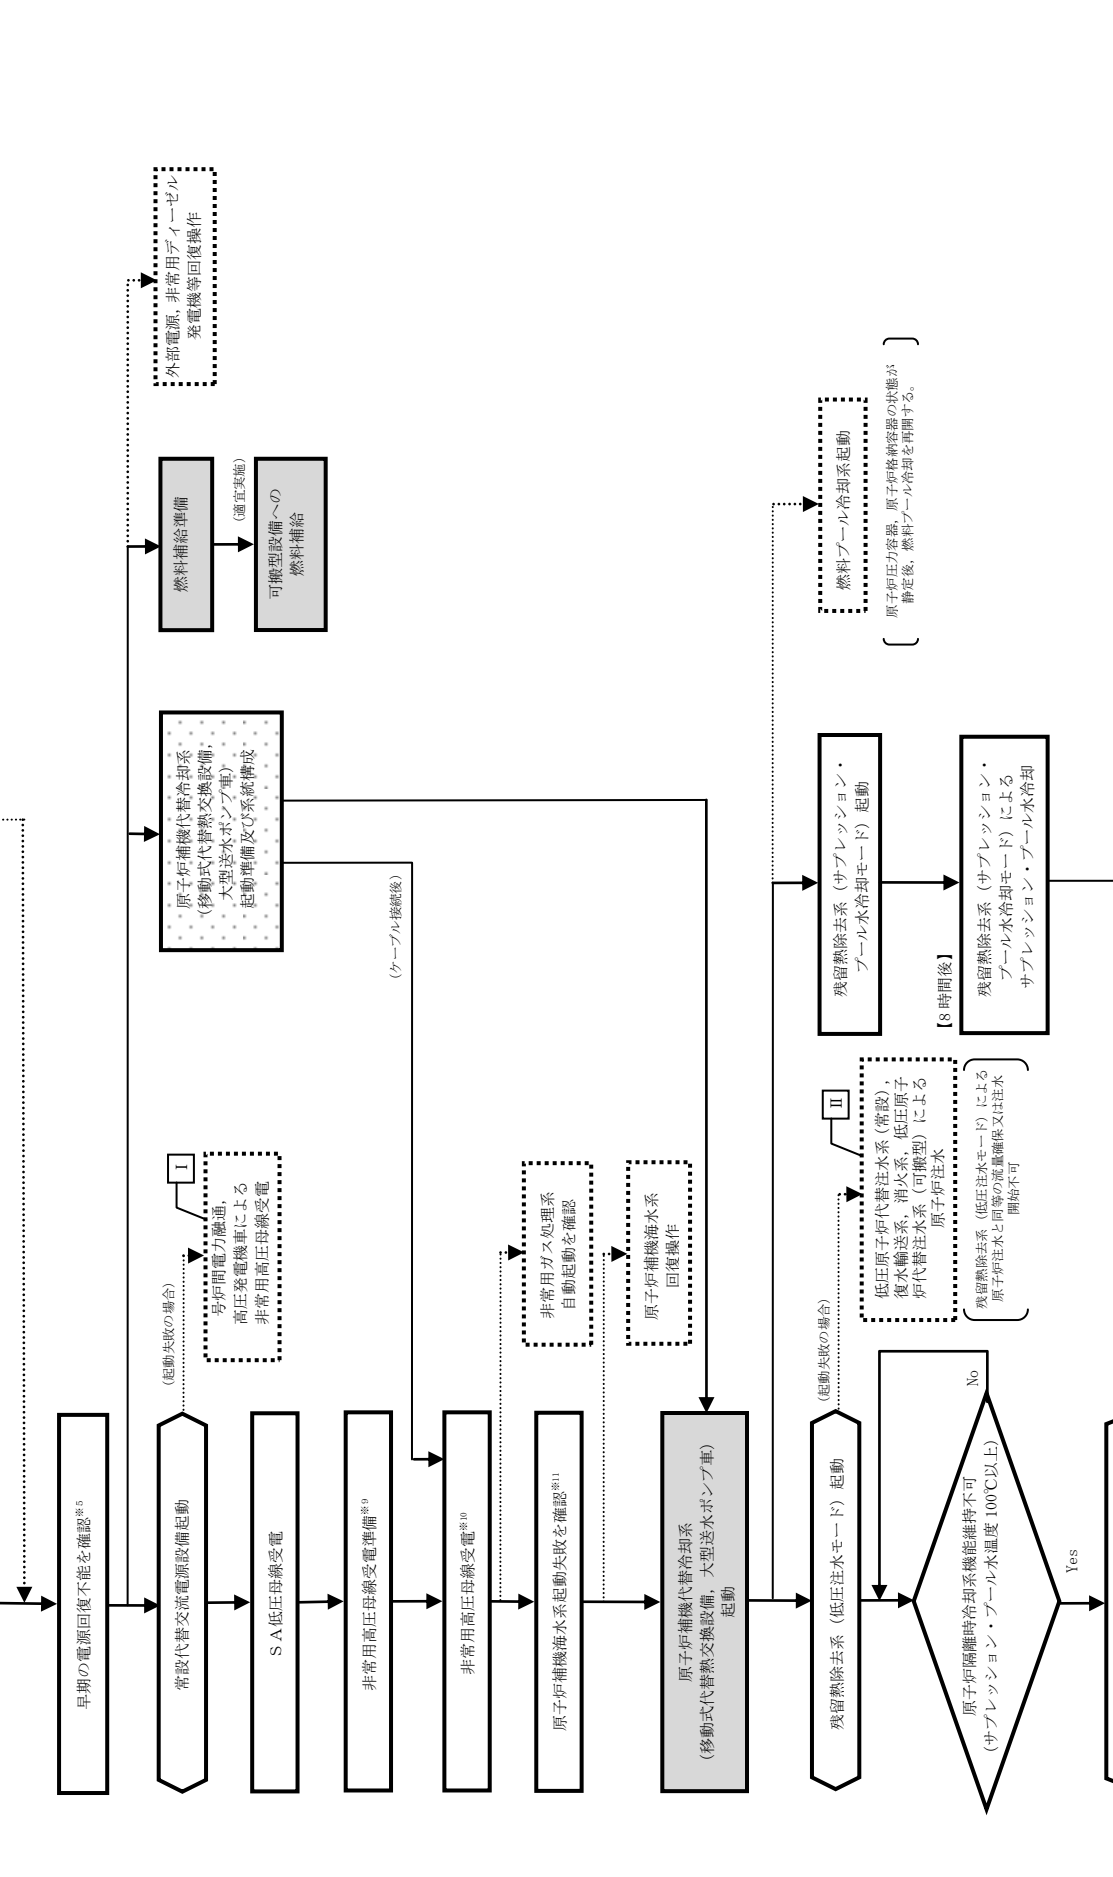 早期の電源回復不能を確認※5
常設代替交流電源設備起動
(起動失敗の場合)
Ⅰ
号炉間電力融通,
高圧発電機車による
非常用高圧母線受電
SA低圧母線受電
非常用高圧母線受電準備※9
非常用高圧母線受電※10
(ケーブル接続後)
非常用ガス処理系
自動起動を確認
原子炉補機海水系起動失敗を確認※11
原子炉補機海水系
回復操作
原子炉補機代替冷却系
(移動式代替熱交換設備, 大型送水ポンプ車)
起動
原子炉補機代替冷却系
(移動式代替熱交換設備,
大型送水ポンプ車)
起動準備及び系統構成
燃料補給準備
(適宜実施)
可搬型設備への
燃料補給
外部電源, 非常用ディーゼル
発電機等回復操作
残留熱除去系 (低圧注水モード) 起動
(起動失敗の場合)
Ⅱ
低圧原子炉代替注水系 (常設),
復水輸送系, 消火系, 低圧原子
炉代替注水系 (可搬型) による
原子炉注水
残留熱除去系 (低圧注水モード) による
原子炉注水と同等の流量確保又は注水
開始不可
残留熱除去系 (サプレッション・
プール水冷却モード) 起動
【8時間後】
残留熱除去系 (サプレッション・
プール水冷却モード) による
サプレッション・プール水冷却
燃料プール冷却系起動
原子炉圧力容器, 原子炉格納容器の状態が
静定後, 燃料プール冷却を再開する。
原子炉隔離時冷却系機能維持不可
(サプレッション・プール水温度 100℃以上)
No
Yes